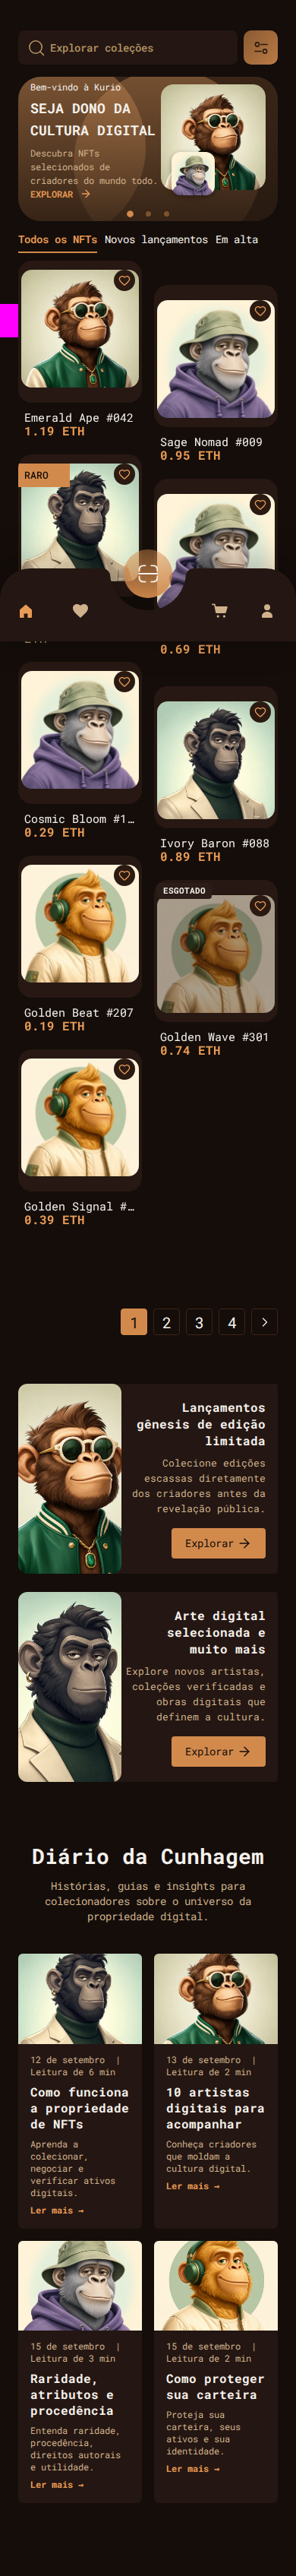 Explorar coleções
Bem-vindo à Kurio
SEJA DONO DA
CULTURA DIGITAL
Descubra NFTs
selecionados de
criadores do mundo todo.
EXPLORAR →
Todos os NFTs Novos lançamentos Em alta
Emerald Ape #042
1.19 ETH
Sage Nomad #009
0.95 ETH
RARO
0.69 ETH
Cosmic Bloom #1…
0.29 ETH
Ivory Baron #088
0.89 ETH
Golden Beat #207
0.19 ETH
ESGOTADO
Golden Wave #301
0.74 ETH
Golden Signal #…
0.39 ETH
1 2 3 4
Lançamentos
gênesis de edição
limitada
Colecione edições
escassas diretamente
dos criadores antes da
revelação pública.
Explorar →
Arte digital
selecionada e
muito mais
Explore novos artistas,
coleções verificadas e
obras digitais que
definem a cultura.
Explorar →
Diário da Cunhagem
Histórias, guias e insights para
colecionadores sobre o universo da
propriedade digital.
12 de setembro |
Leitura de 6 min
Como funciona
a propriedade
de NFTs
Aprenda a
colecionar,
negociar e
verificar ativos
digitais.
Ler mais →
13 de setembro |
Leitura de 2 min
10 artistas
digitais para
acompanhar
Conheça criadores
que moldam a
cultura digital.
Ler mais →
15 de setembro |
Leitura de 3 min
Raridade,
atributos e
procedência
Entenda raridade,
procedência,
direitos autorais
e utilidade.
Ler mais →
15 de setembro |
Leitura de 2 min
Como proteger
sua carteira
Proteja sua
carteira, seus
ativos e sua
identidade.
Ler mais →